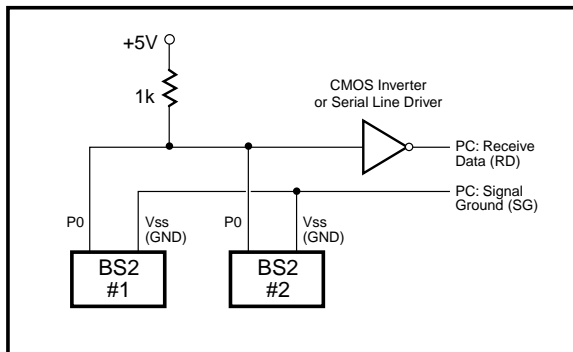 +5V
1k
CMOS Inverter
or Serial Line Driver
PC: Receive
Data (RD)
PC: Signal
Ground (SG)
P0
Vss
(GND)
P0
Vss
(GND)
BS2
#1
BS2
#2